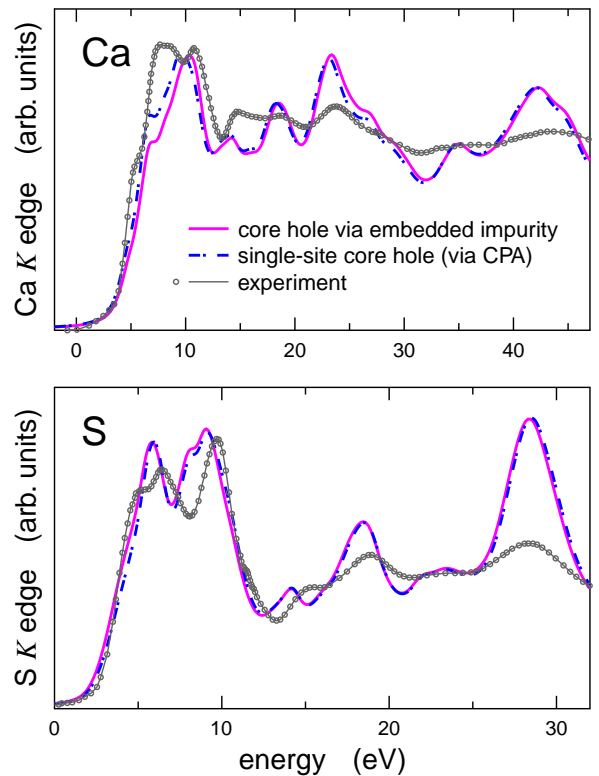 Ca
Ca K edge (arb. units)
core hole via embedded impurity
single-site core hole (via CPA)
experiment
0 10 20 30 40
S
S K edge (arb. units)
0 10 20 30
energy (eV)